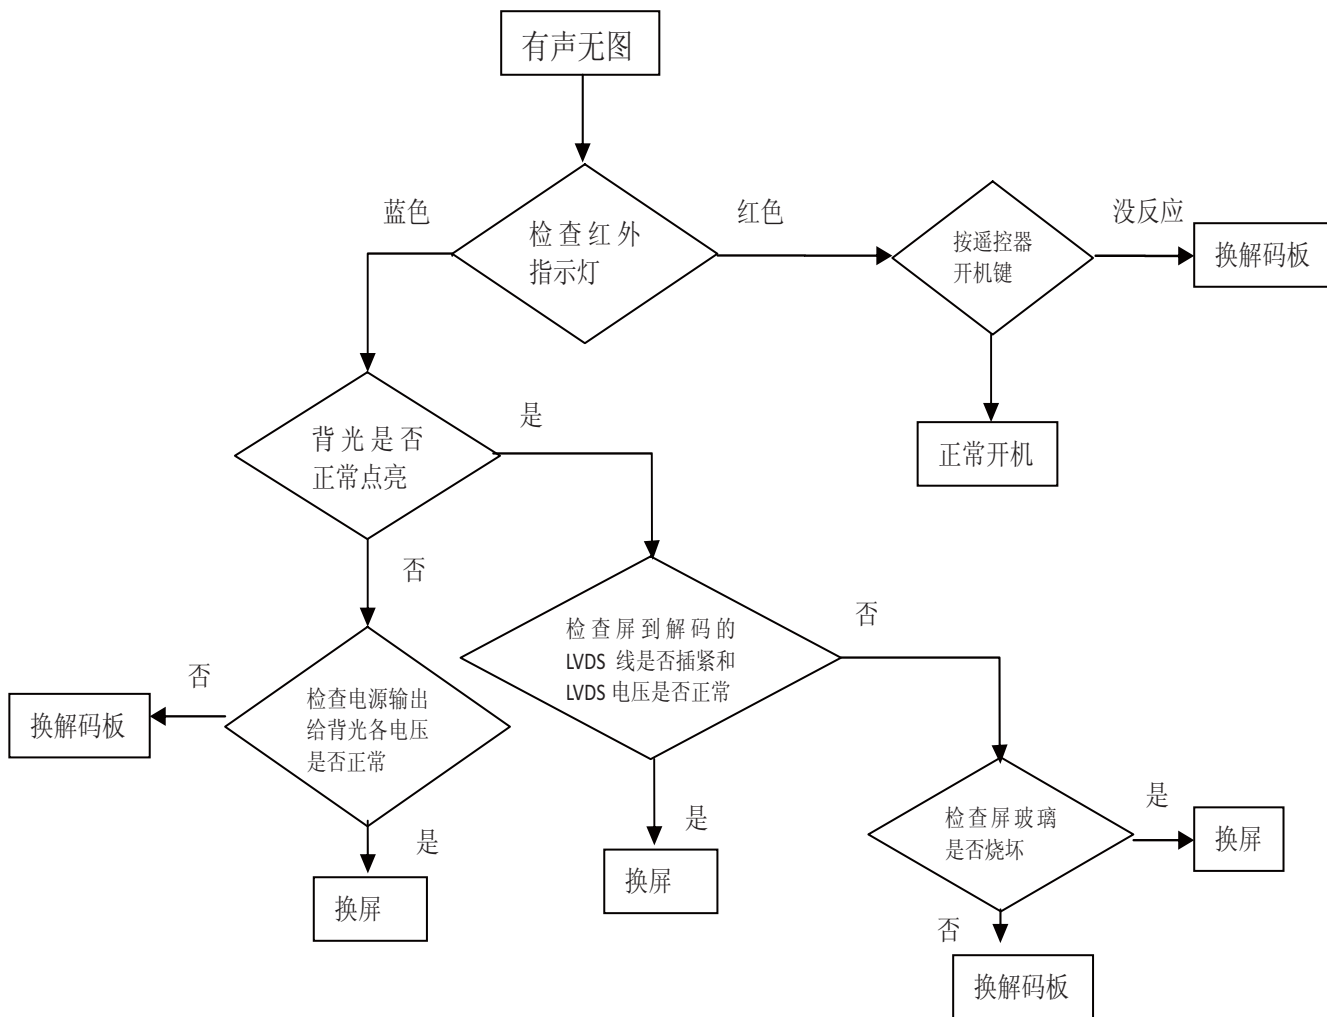 有声无图
蓝色
检查红外
指示灯
红色
按遥控器
开机键
没反应
换解码板
正常开机
背光是否
正常点亮
是
否
检查屏到解码的
LVDS 线是否插紧和
LVDS 电压是否正常
否
否
检查电源输出
给背光各电压
是否正常
换解码板
是
换屏
是
换屏
检查屏玻璃
是否烧坏
是
换屏
否
换解码板